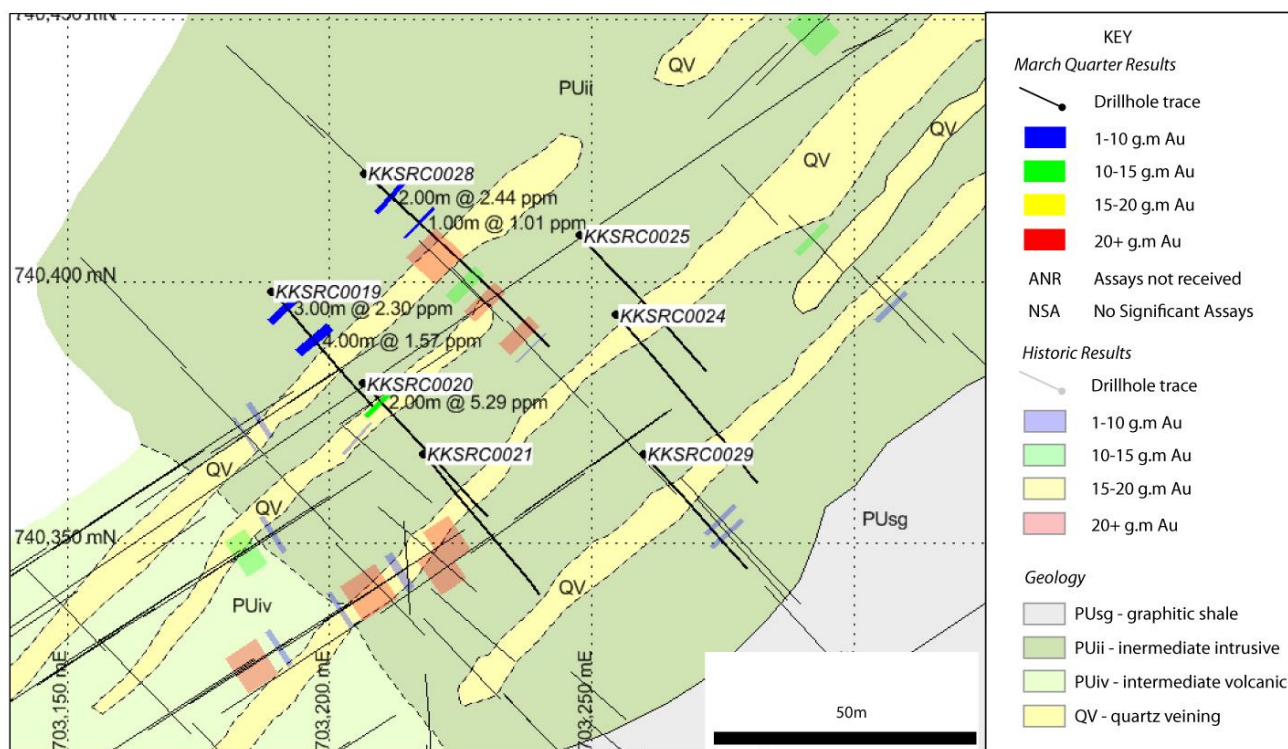 740,450 mN
QV
PUii
QV
QV
KKSRC0028
2.00m @ 2.44 ppm
1.00m @ 1.01 ppm
KKSRC0025
740,400 mN
KKSRC0019
3.00m @ 2.30 ppm
KKSRC0024
4.00m @ 1.57 ppm
KKSRC0020
2.00m @ 5.29 ppm
KKSRC0021
KKSRC0029
QV
QV
PUsg
740,350 mN
QV
PUiv
703,150 mE
703,200 mE
703,250 mE
50m
KEY
March Quarter Results
Drillhole trace
1-10 g.m Au
10-15 g.m Au
15-20 g.m Au
20+ g.m Au
ANR Assays not received
NSA No Significant Assays
Historic Results
Drillhole trace
1-10 g.m Au
10-15 g.m Au
15-20 g.m Au
20+ g.m Au
Geology
PUsg - graphitic shale
PUii - inermediate intrusive
PUiv - intermediate volcanic
QV - quartz veining